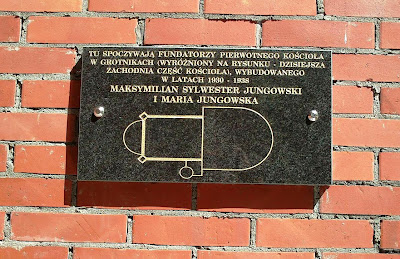 TU SPOCZYWAJĄ FUNDATORZY PIERWOTNEGO KOŚCIOŁA
W GROTNIKACH (WYRÓŻNIONY NA RYSUNKU - DZISIEJSZA
ZACHODNIA CZĘŚĆ KOŚCIOŁA), WYBUDOWANEGO
W LATACH 1930 - 1938
MAKSYMILIAN SYLWESTER JUNGOWSKI
I MARIA JUNGOWSKA